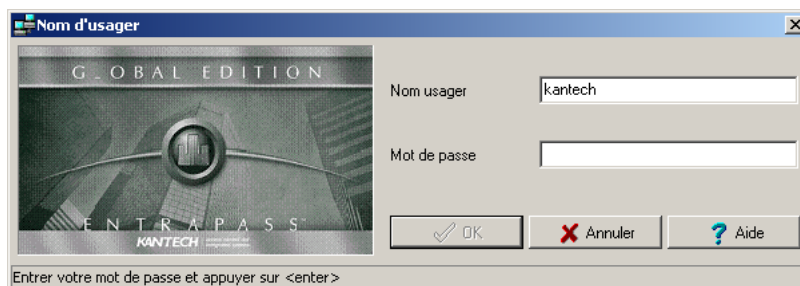 Nom d'usager
G_OBAL EDITION
Nom usager
kantech
Mot de passe
ENTRAPASS
KANTECH
OK
Annuler
Aide
Entrer votre mot de passe et appuyer sur <enter>